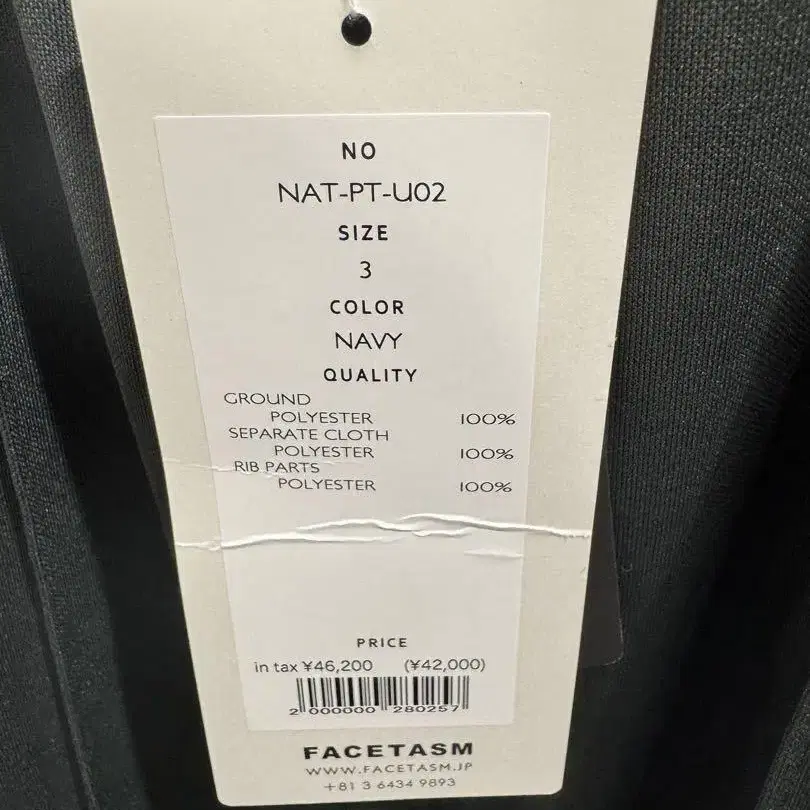 NO
NAT-PT-U02
SIZE
3
COLOR
NAVY
QUALITY
GROUND
POLYESTER 100%
SEPARATE CLOTH
POLYESTER 100%
RIB PARTS
POLYESTER 100%
PRICE
in tax ¥46,200 (¥42,000)
2 000000 280257
FACETASM
WWW.FACETASM.JP
+81 3 6434 9893